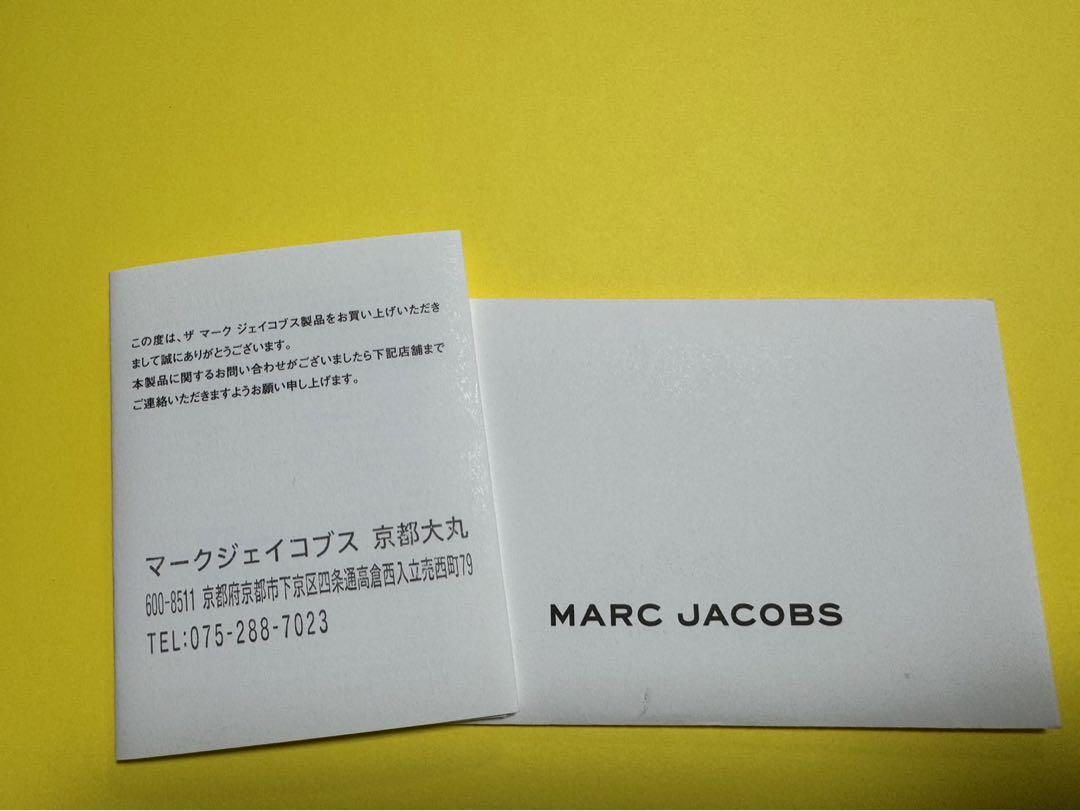 この度は、ザ マーク ジェイコブス製品をお買い上げいただき
まして誠にありがとうございます。
本製品に関するお問い合わせがございましたら下記店舗まで
ご連絡いただきますようお願い申し上げます。
マークジェイコブス 京都大丸
600-8511 京都府京都市下京区四条通高倉西入立売西町79
TEL:075-288-7023
MARC JACOBS